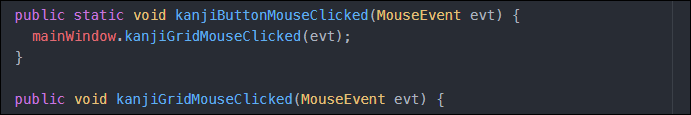 public static void kanjiButtonMouseClicked(MouseEvent evt) {
  mainWindow.kanjiGridMouseClicked(evt);
}
public void kanjiGridMouseClicked(MouseEvent evt) {